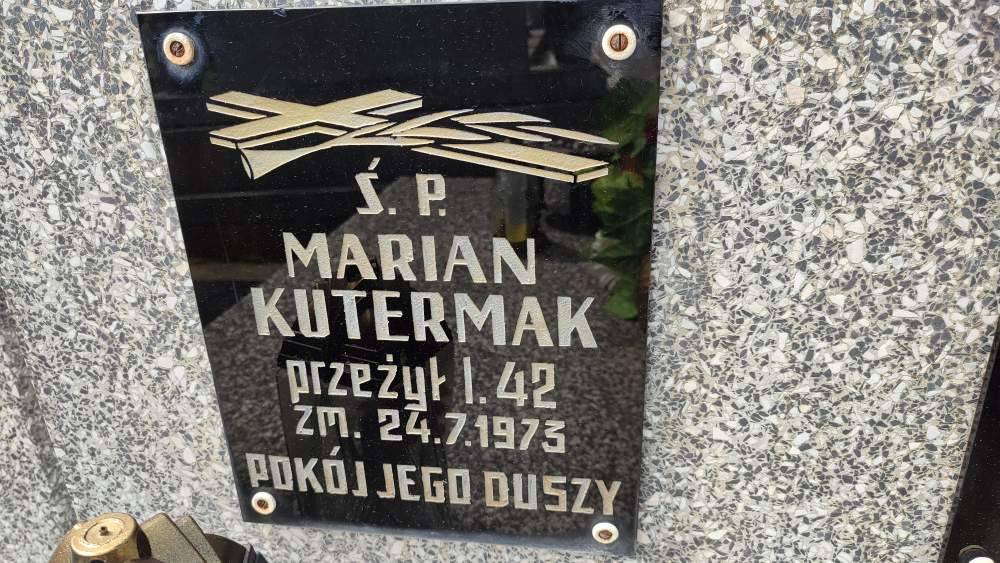 Ś. P.
MARIAN
KUTERMAK
przeżył l. 42
zm. 24.7.1973
POKÓJ JEGO DUSZY